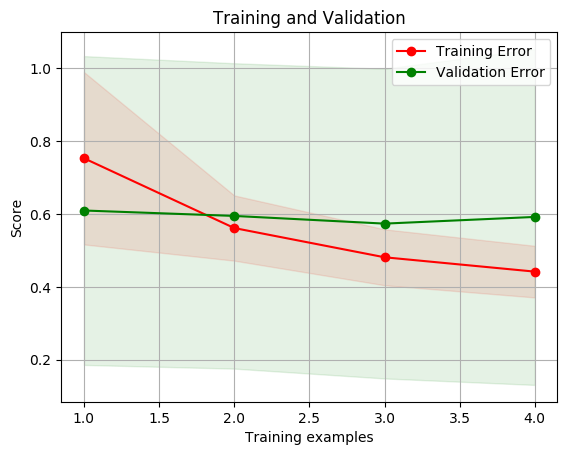 Training and Validation
Training Error
Validation Error
1.0
0.8
0.6
0.4
0.2
Score
1.0 1.5 2.0 2.5 3.0 3.5 4.0
Training examples